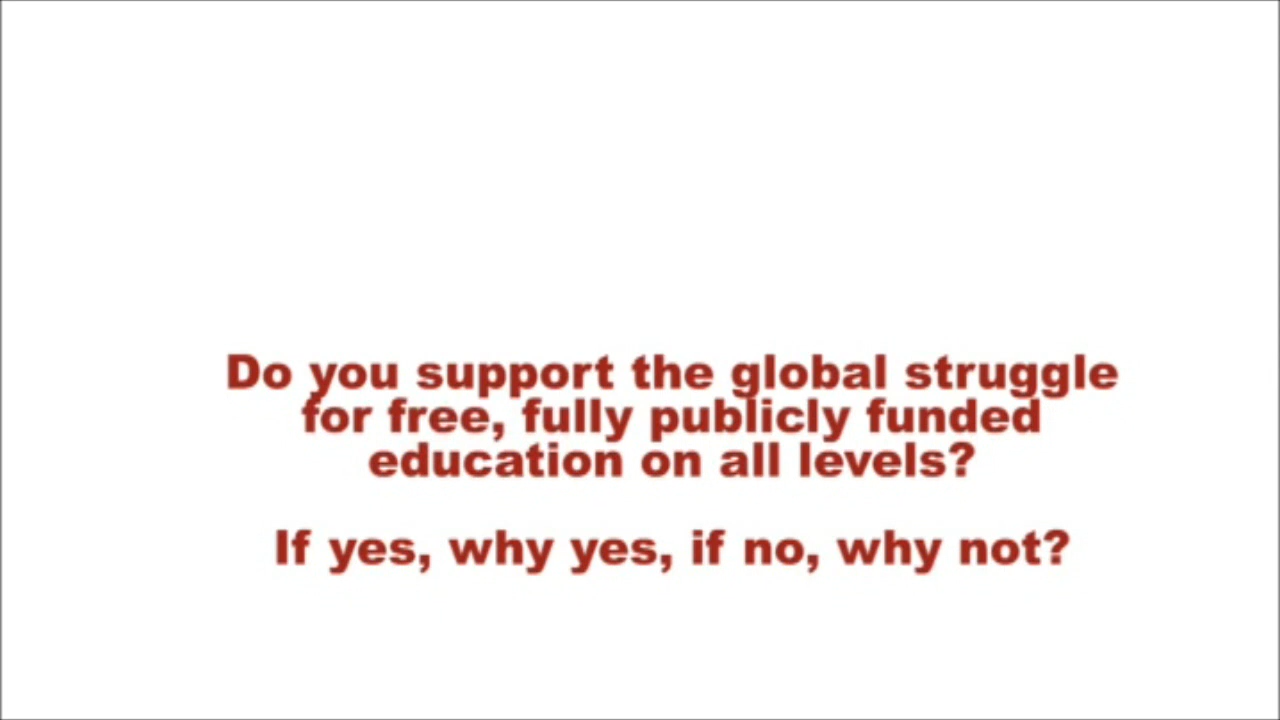 Do you support the global struggle
for free, fully publicly funded
education on all levels?
If yes, why yes, if no, why not?